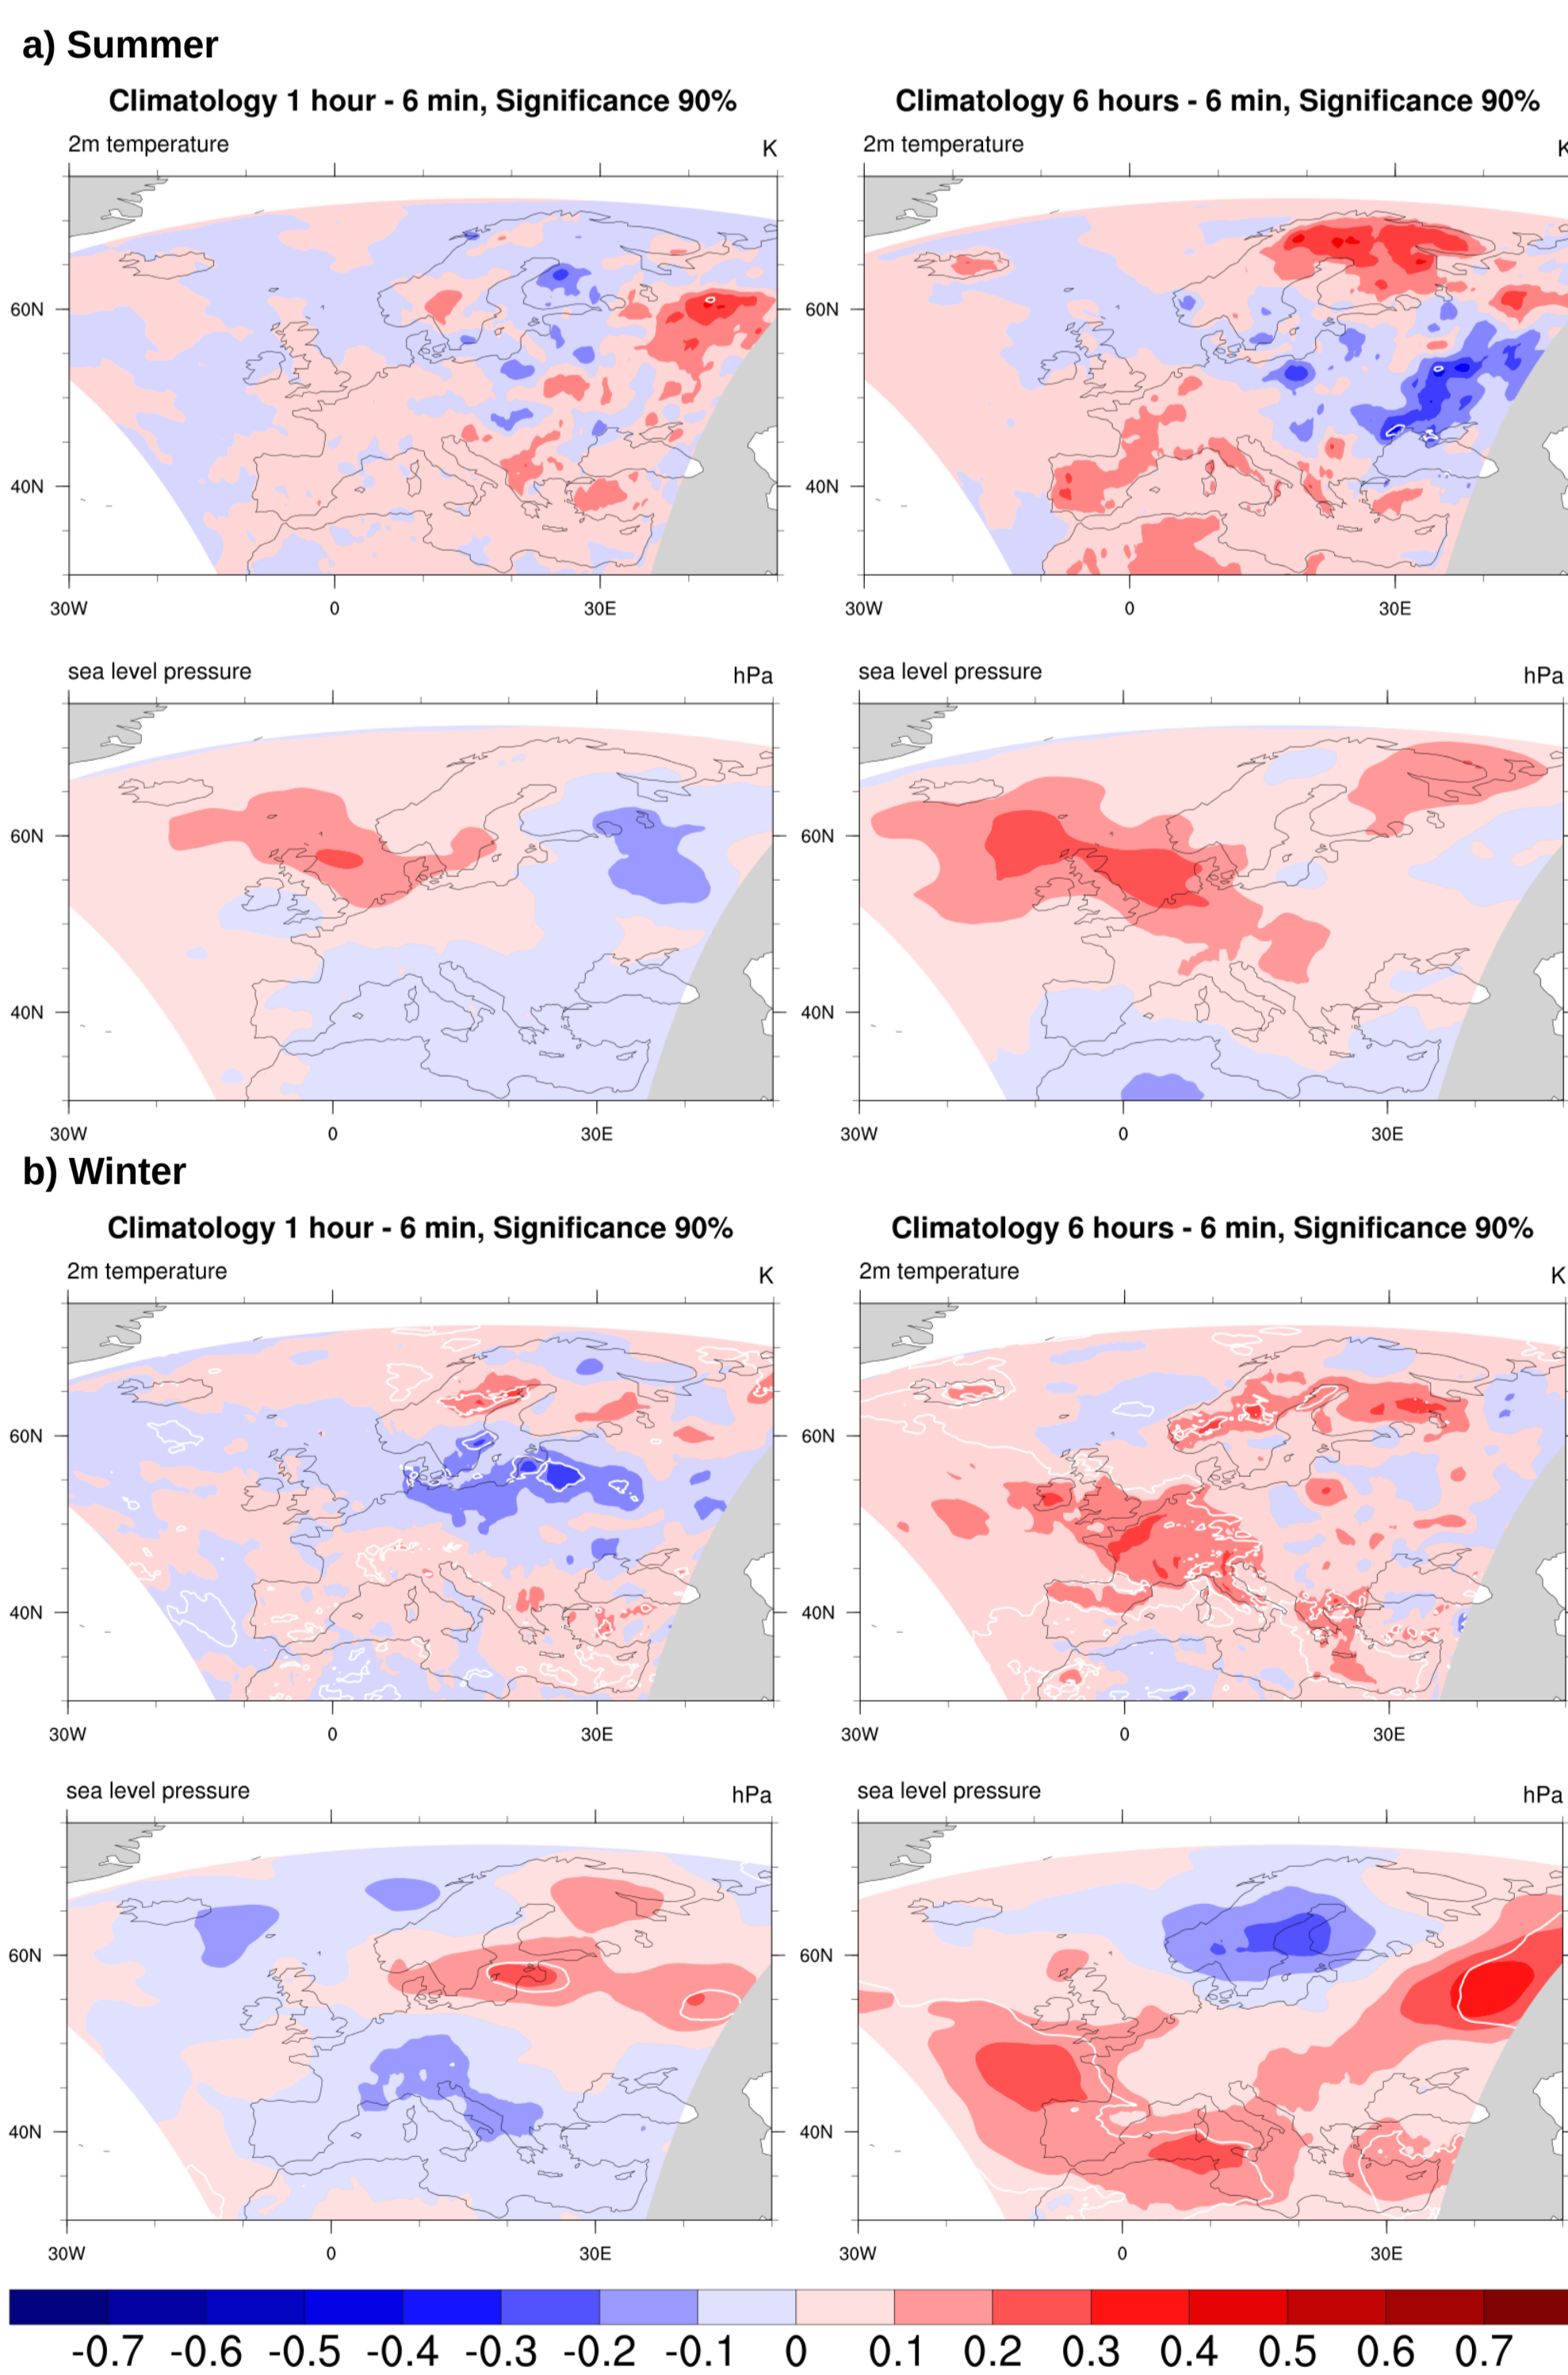 a) Summer
Climatology 1 hour - 6 min, Significance 90%
Climatology 6 hours - 6 min, Significance 90%
2m temperature
K
2m temperature
K
60N
40N
30W
0
30E
60N
40N
30W
0
30E
sea level pressure
hPa
sea level pressure
hPa
60N
40N
30W
0
30E
60N
40N
30W
0
30E
b) Winter
Climatology 1 hour - 6 min, Significance 90%
Climatology 6 hours - 6 min, Significance 90%
2m temperature
K
2m temperature
K
60N
40N
30W
0
30E
60N
40N
30W
0
30E
sea level pressure
hPa
sea level pressure
hPa
60N
40N
30W
0
30E
60N
40N
30W
0
30E
-0.7 -0.6 -0.5 -0.4 -0.3 -0.2 -0.1 0 0.1 0.2 0.3 0.4 0.5 0.6 0.7